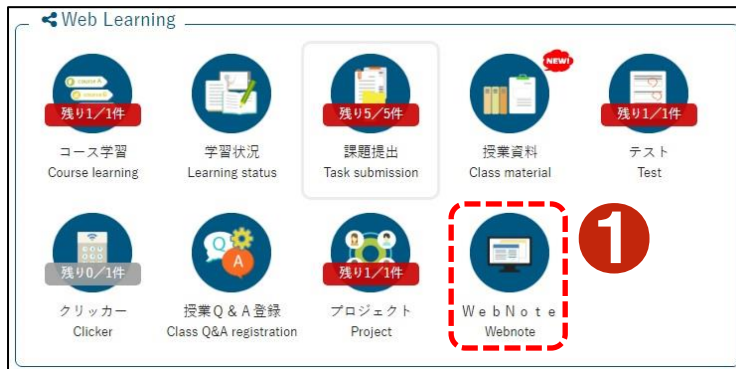 Web Learning
残り1／1件
コース学習
Course learning
学習状況
Learning status
残り5／5件
課題提出
Task submission
NEW!
授業資料
Class material
残り1／1件
テスト
Test
残り0／1件
クリッカー
Clicker
Q
A
授業Ｑ＆Ａ登録
Class Q&A registration
残り1／1件
プロジェクト
Project
ＷｅｂＮｏｔｅ
Webnote
1